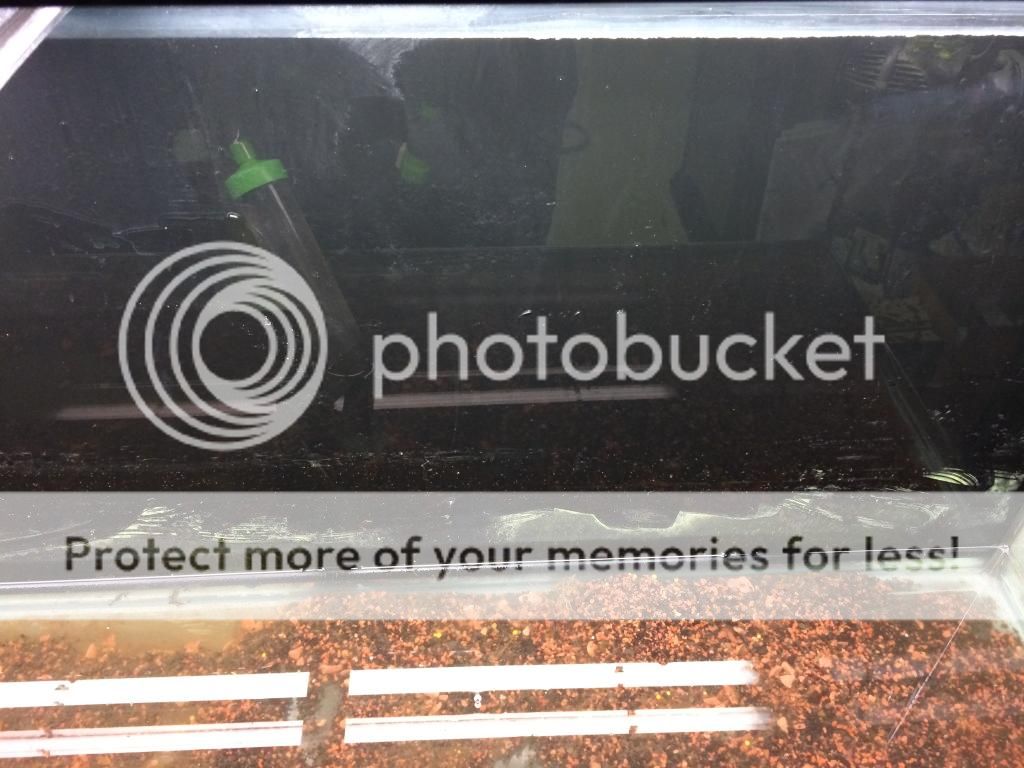 photobucket
Protect more of your memories for less!